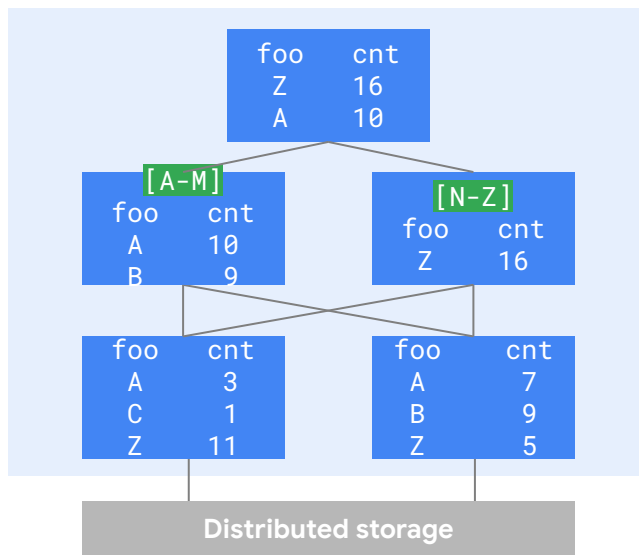 foo cnt
Z 16
A 10
[A-M]
foo cnt
A 10
B 9
[N-Z]
foo cnt
Z 16
foo cnt
A 3
C 1
Z 11
foo cnt
A 7
B 9
Z 5
Distributed storage